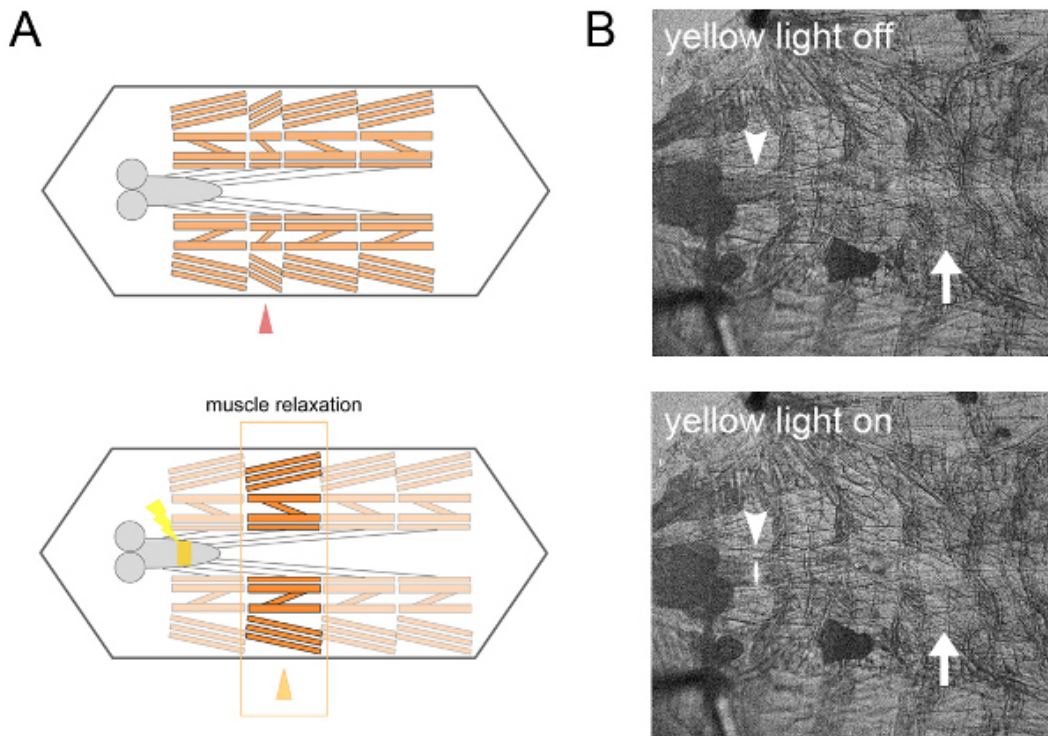 A
B
yellow light off
muscle relaxation
yellow light on